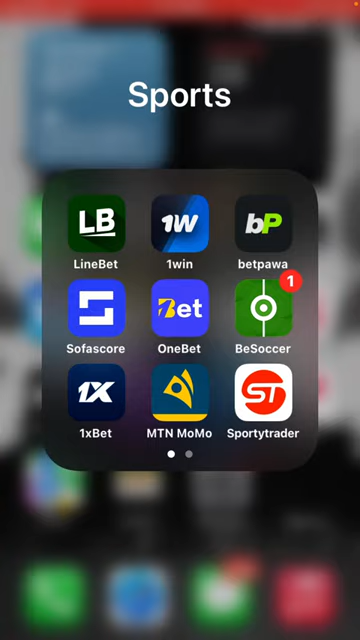 Sports
LB
1W
bP
LineBet
1win
betpawa
1
Bet
Sofascore
OneBet
BeSoccer
1X
ST
1xBet
MTN MoMo
Sportytrader